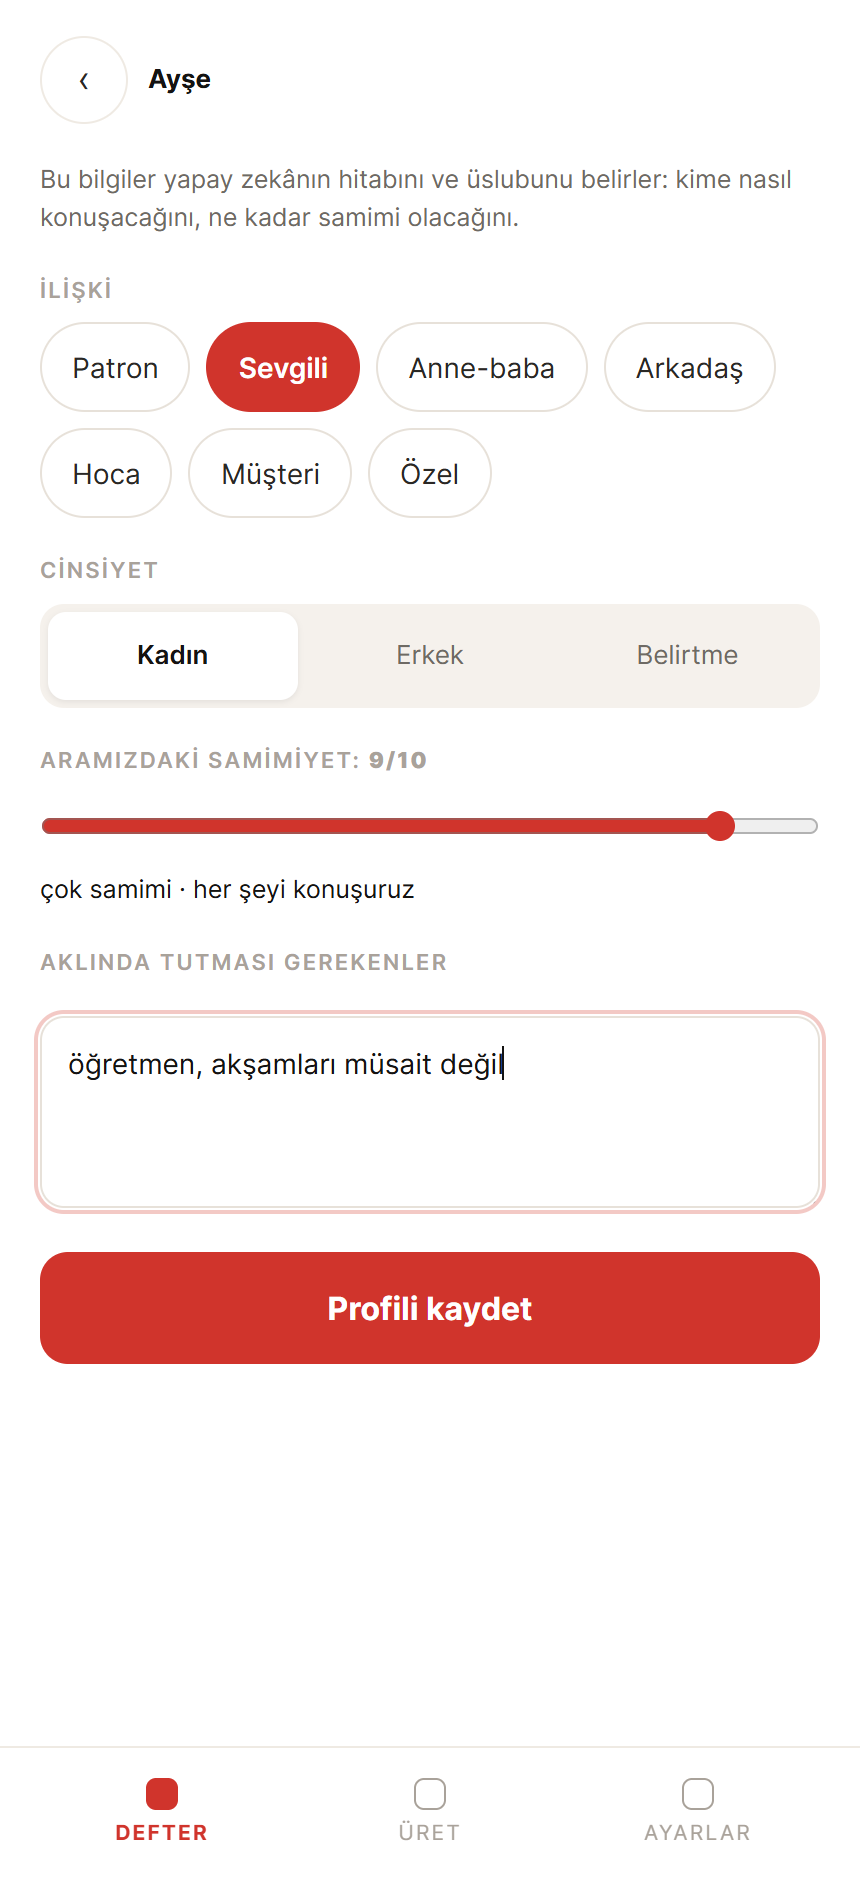 ‹
Ayşe
Bu bilgiler yapay zekânın hitabını ve üslubunu belirler: kime nasıl
konuşacağını, ne kadar samimi olacağını.
İLİŞKİ
Patron
Sevgili
Anne-baba
Arkadaş
Hoca
Müşteri
Özel
CİNSİYET
Kadın
Erkek
Belirtme
ARAMIZDAKİ SAMİMİYET: 9/10
çok samimi · her şeyi konuşuruz
AKLINDA TUTMASI GEREKENLER
öğretmen, akşamları müsait değil
Profili kaydet
DEFTER
ÜRET
AYARLAR